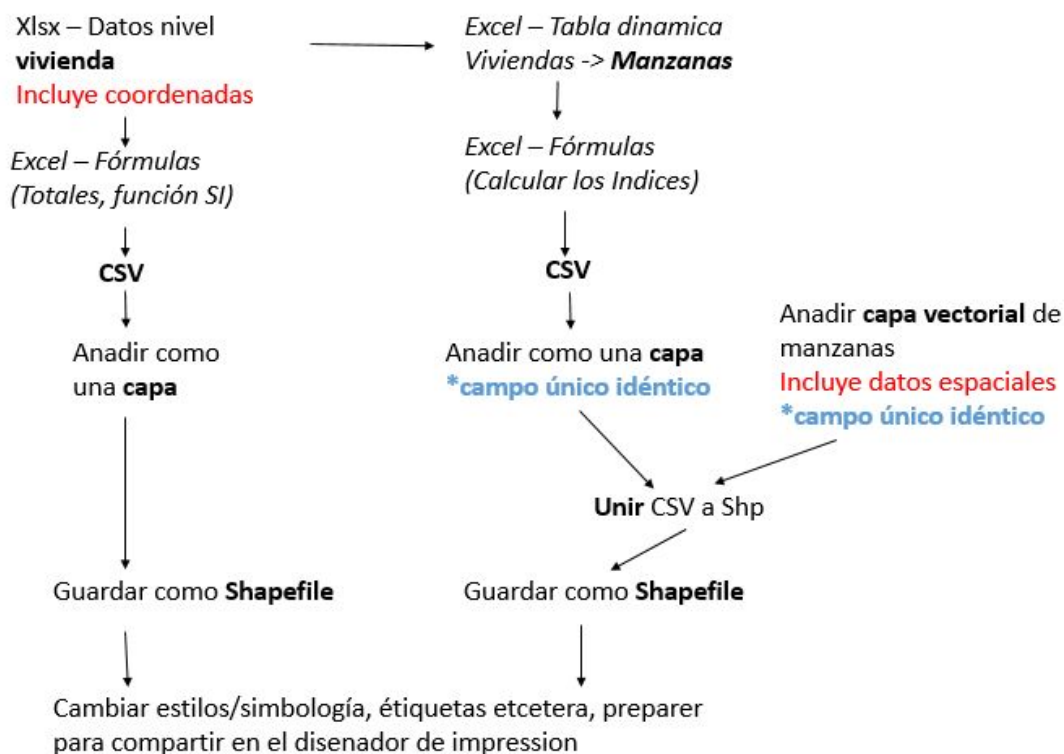 Xlsx – Datos nivel
vivienda
Incluye coordenadas
Excel – Fórmulas
(Totales, función SI)
CSV
Anadir como
una capa
Guardar como Shapefile
Excel – Tabla dinamica
Viviendas -> Manzanas
Excel – Fórmulas
(Calcular los Indices)
CSV
Anadir como una capa
*campo único idéntico
Anadir capa vectorial de
manzanas
Incluye datos espaciales
*campo único idéntico
Unir CSV a Shp
Guardar como Shapefile
Cambiar estilos/simbología, étiquetas etcetera, preparer
para compartir en el disenador de impression